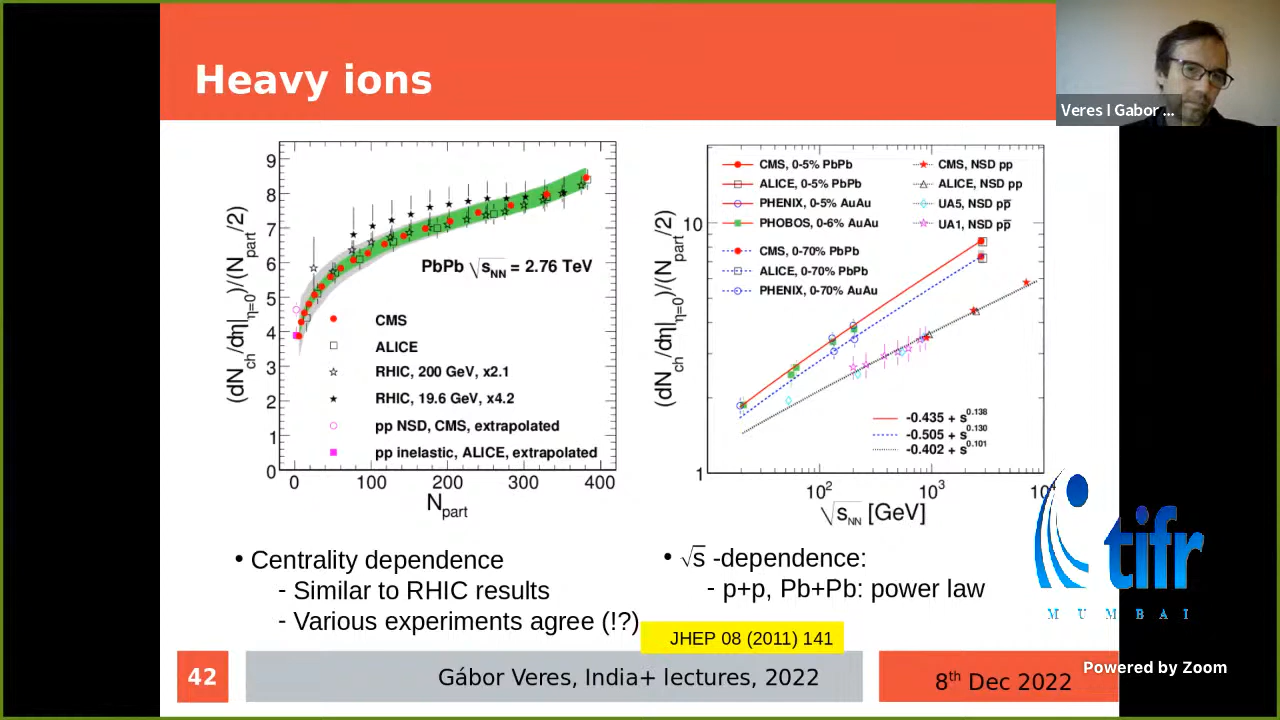 Heavy ions
Veres I Gabor ...
9
8
7
6
5
4
3
2
1
0
(dN_ch/dη|η=0)/(N_part/2)
PbPb √s_NN = 2.76 TeV
CMS
ALICE
RHIC, 200 GeV, x2.1
RHIC, 19.6 GeV, x4.2
pp NSD, CMS, extrapolated
pp inelastic, ALICE, extrapolated
0 100 200 300 400
N_part
(dN_ch/dη|η=0)/(N_part/2)
10
1
CMS, 0-5% PbPb
ALICE, 0-5% PbPb
PHENIX, 0-5% AuAu
PHOBOS, 0-6% AuAu
CMS, 0-70% PbPb
ALICE, 0-70% PbPb
PHENIX, 0-70% AuAu
CMS, NSD pp
ALICE, NSD pp
UA5, NSD pp̅
UA1, NSD pp̅
-0.435 + s^0.138
-0.505 + s^0.130
-0.402 + s^0.101
10² 10³ 10⁴
√s_NN [GeV]
• Centrality dependence
- Similar to RHIC results
- Various experiments agree (!?)
• √s -dependence:
- p+p, Pb+Pb: power law
JHEP 08 (2011) 141
tifr
MUMBAI
42
Gábor Veres, India+ lectures, 2022
8th Dec 2022
Powered by Zoom